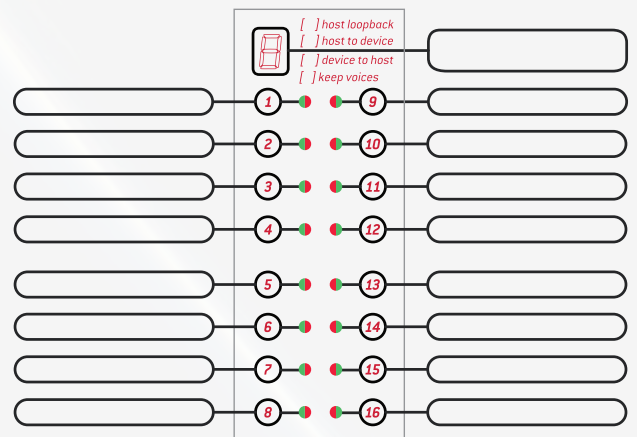 [ ] host loopback
[ ] host to device
[ ] device to host
[ ] keep voices
1 9
2 10
3 11
4 12
5 13
6 14
7 15
8 16